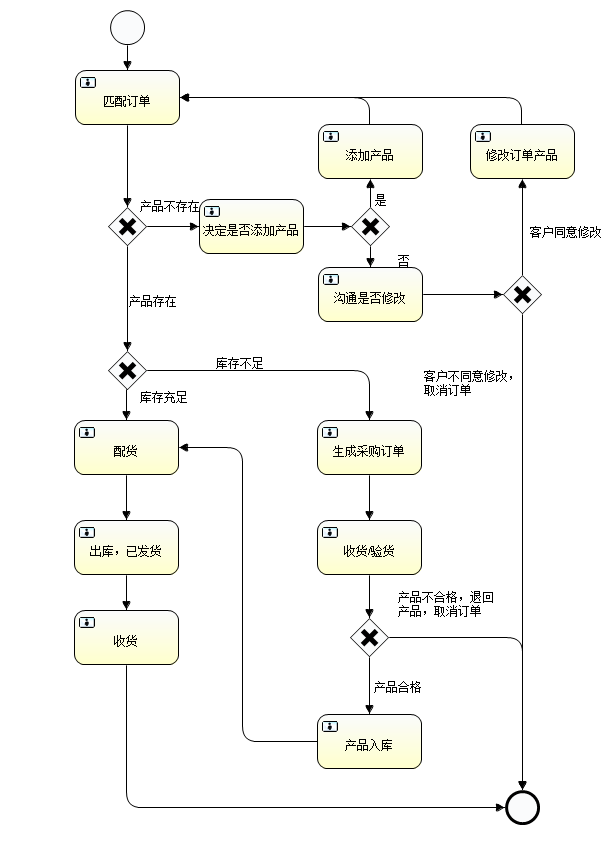 匹配订单
添加产品
修改订单产品
产品不存在
是
决定是否添加产品
客户同意修改
否
沟通是否修改
产品存在
库存不足
客户不同意修改，
取消订单
库存充足
配货
生成采购订单
出库，已发货
收货/验货
产品不合格，退回
产品，取消订单
收货
产品合格
产品入库